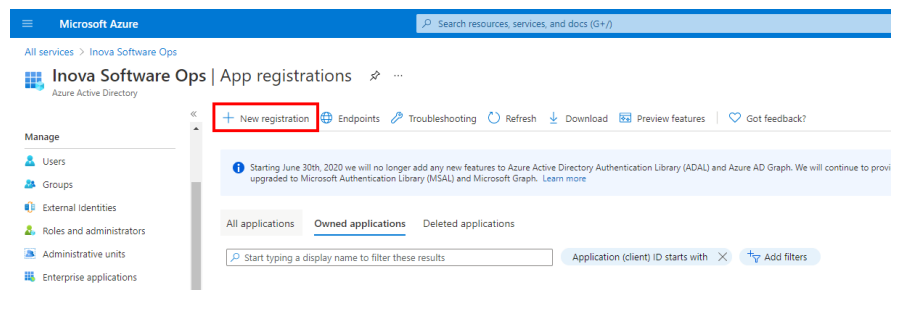 Microsoft Azure
Search resources, services, and docs (G+/)
All services > Inova Software Ops
Inova Software Ops | App registrations
Azure Active Directory
New registration Endpoints Troubleshooting Refresh Download Preview features Got feedback?
Manage
Users
Groups
External Identities
Roles and administrators
Administrative units
Enterprise applications
Starting June 30th, 2020 we will no longer add any new features to Azure Active Directory Authentication Library (ADAL) and Azure AD Graph. We will continue to provi
upgraded to Microsoft Authentication Library (MSAL) and Microsoft Graph. Learn more
All applications Owned applications Deleted applications
Start typing a display name to filter these results
Application (client) ID starts with
Add filters